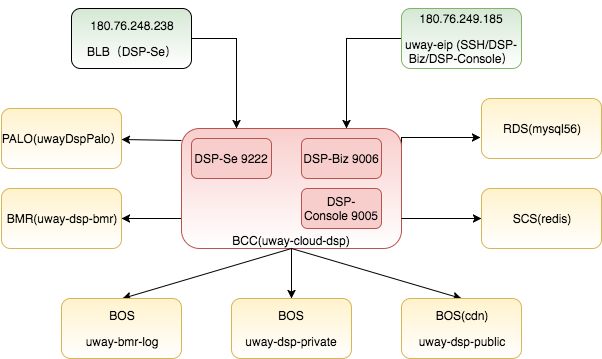 180.76.248.238
BLB（DSP-Se）
180.76.249.185
uway-eip (SSH/DSP-
Biz/DSP-Console）
PALO(uwayDspPalo）
DSP-Se 9222
DSP-Biz 9006
RDS(mysql56)
BMR(uway-dsp-bmr)
DSP-
Console 9005
SCS(redis)
BCC(uway-cloud-dsp)
BOS
uway-bmr-log
BOS
uway-dsp-private
BOS(cdn)
uway-dsp-public